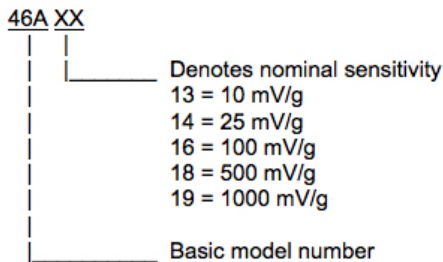 46A XX
Denotes nominal sensitivity
13 = 10 mV/g
14 = 25 mV/g
16 = 100 mV/g
18 = 500 mV/g
19 = 1000 mV/g
Basic model number